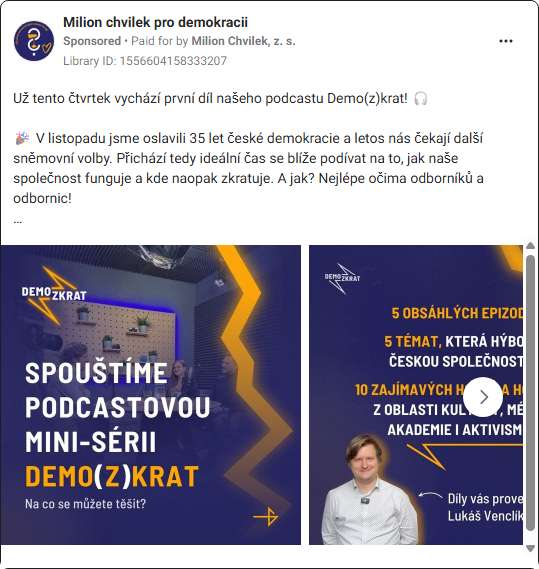 Milion chvilek pro demokracii
Sponsored • Paid for by Milion Chvilek, z. s.
Library ID: 1556604158333207
Už tento čtvrtek vychází první díl našeho podcastu Demo(z)krat! 🎧
🎉 V listopadu jsme oslavili 35 let české demokracie a letos nás čekají další
sněmovní volby. Přichází tedy ideální čas se blíže podívat na to, jak naše
společnost funguje a kde naopak zkratuje. A jak? Nejlépe očima odborníků a
odbornic!
...
DEMO
ZKRAT
SPOUŠTÍME
PODCASTOVOU
MINI-SÉRII
DEMO(Z)KRAT
Na co se můžete těšit?
DEMO
ZKRAT
5 OBSÁHLÝCH EPIZOD
5 TÉMAT, KTERÁ HÝBO
ČESKOU SPOLEČNOST
10 ZAJÍMAVÝCH H
Z OBLASTI KU
AKADEMIE I AKTIVISM
Díly vás prove
Lukáš Venclík